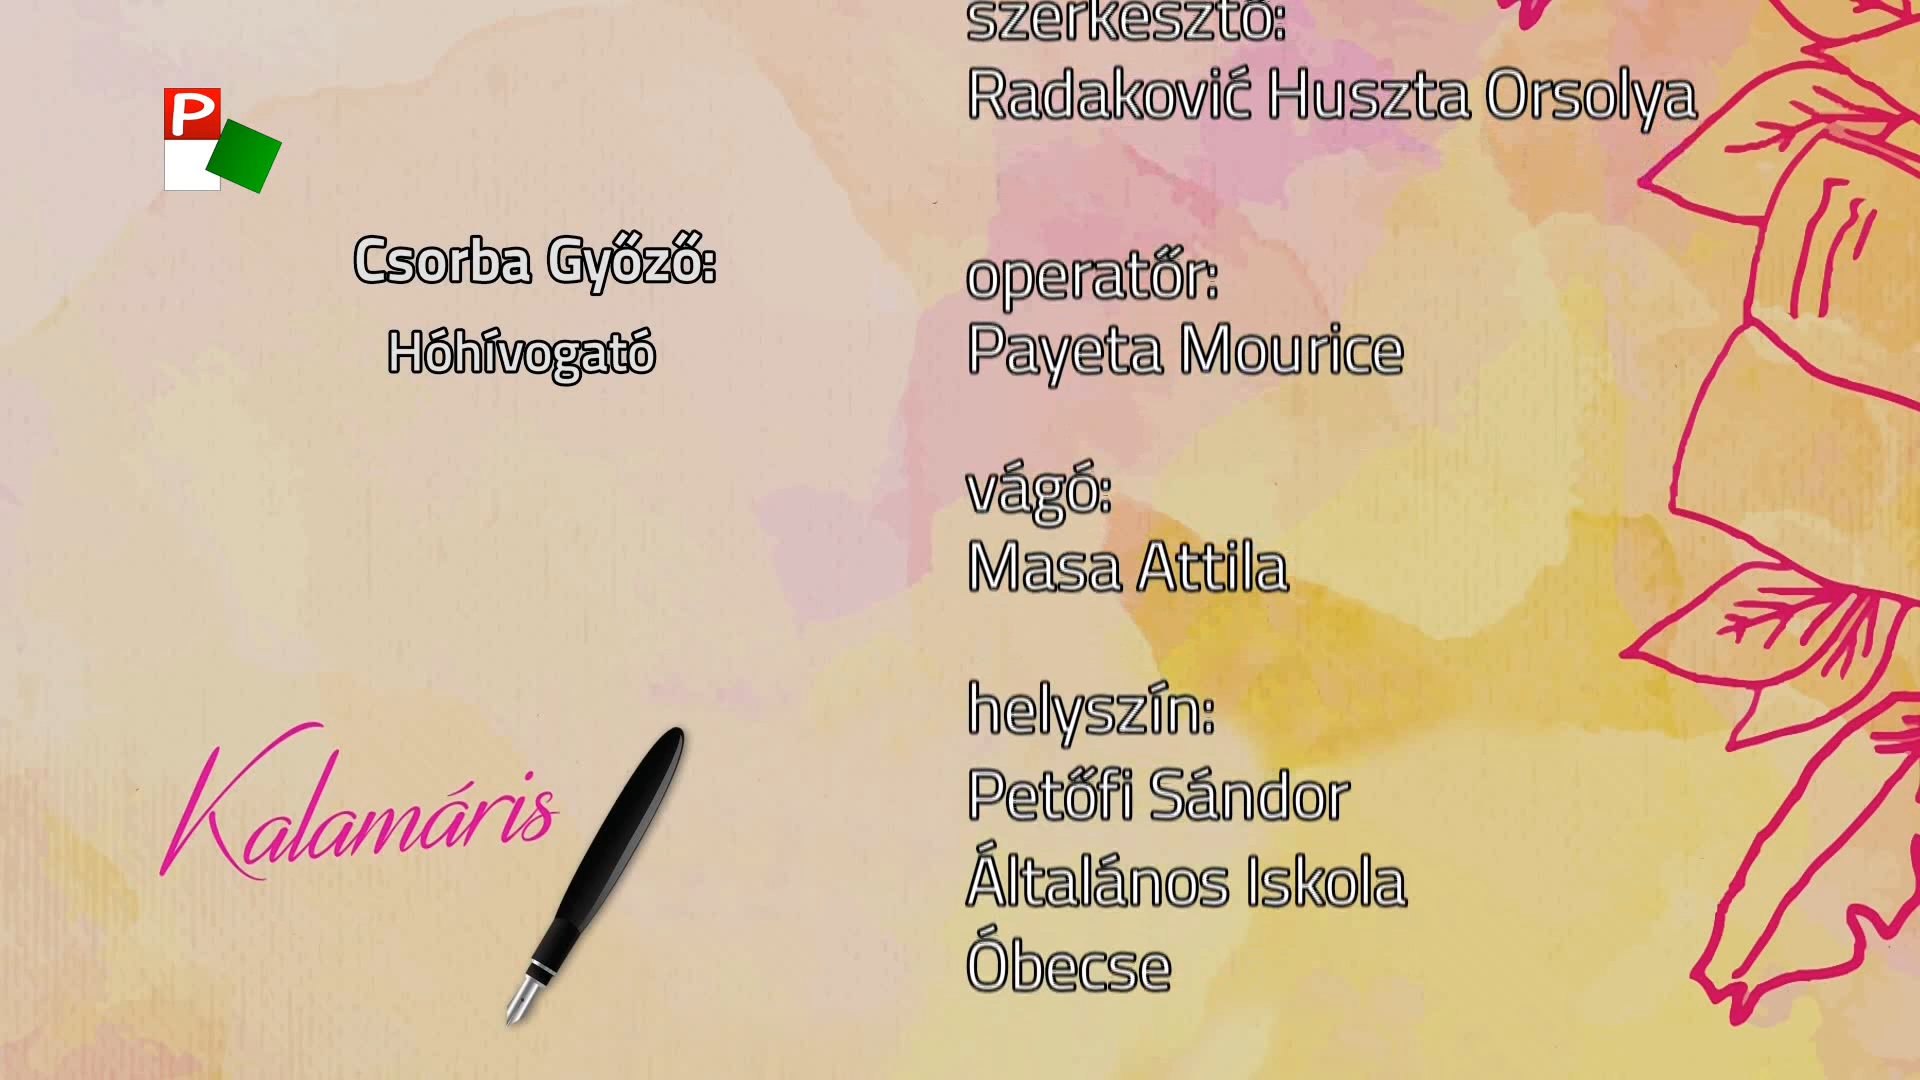 P
Csorba Győző:
Hóhívogató
Kalamáris
szerkesztő:
Radaković Huszta Orsolya
operatőr:
Payeta Mourice
vágó:
Masa Attila
helyszín:
Petőfi Sándor
Általános Iskola
Óbecse